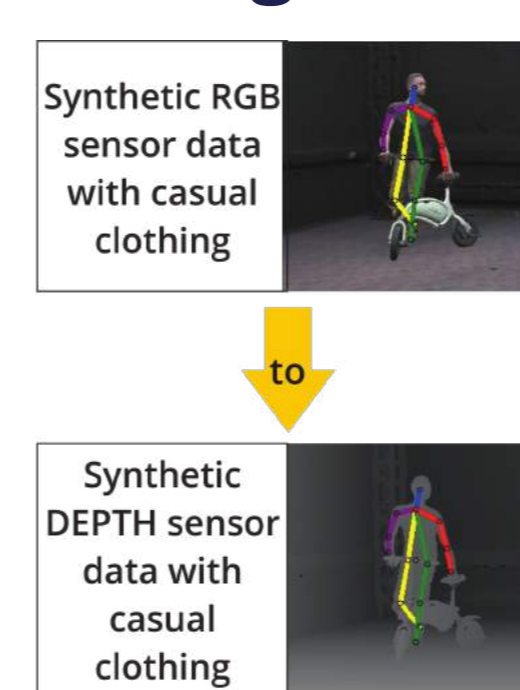 Synthetic RGB
sensor data
with casual
clothing
to
Synthetic
DEPTH sensor
data with
casual
clothing